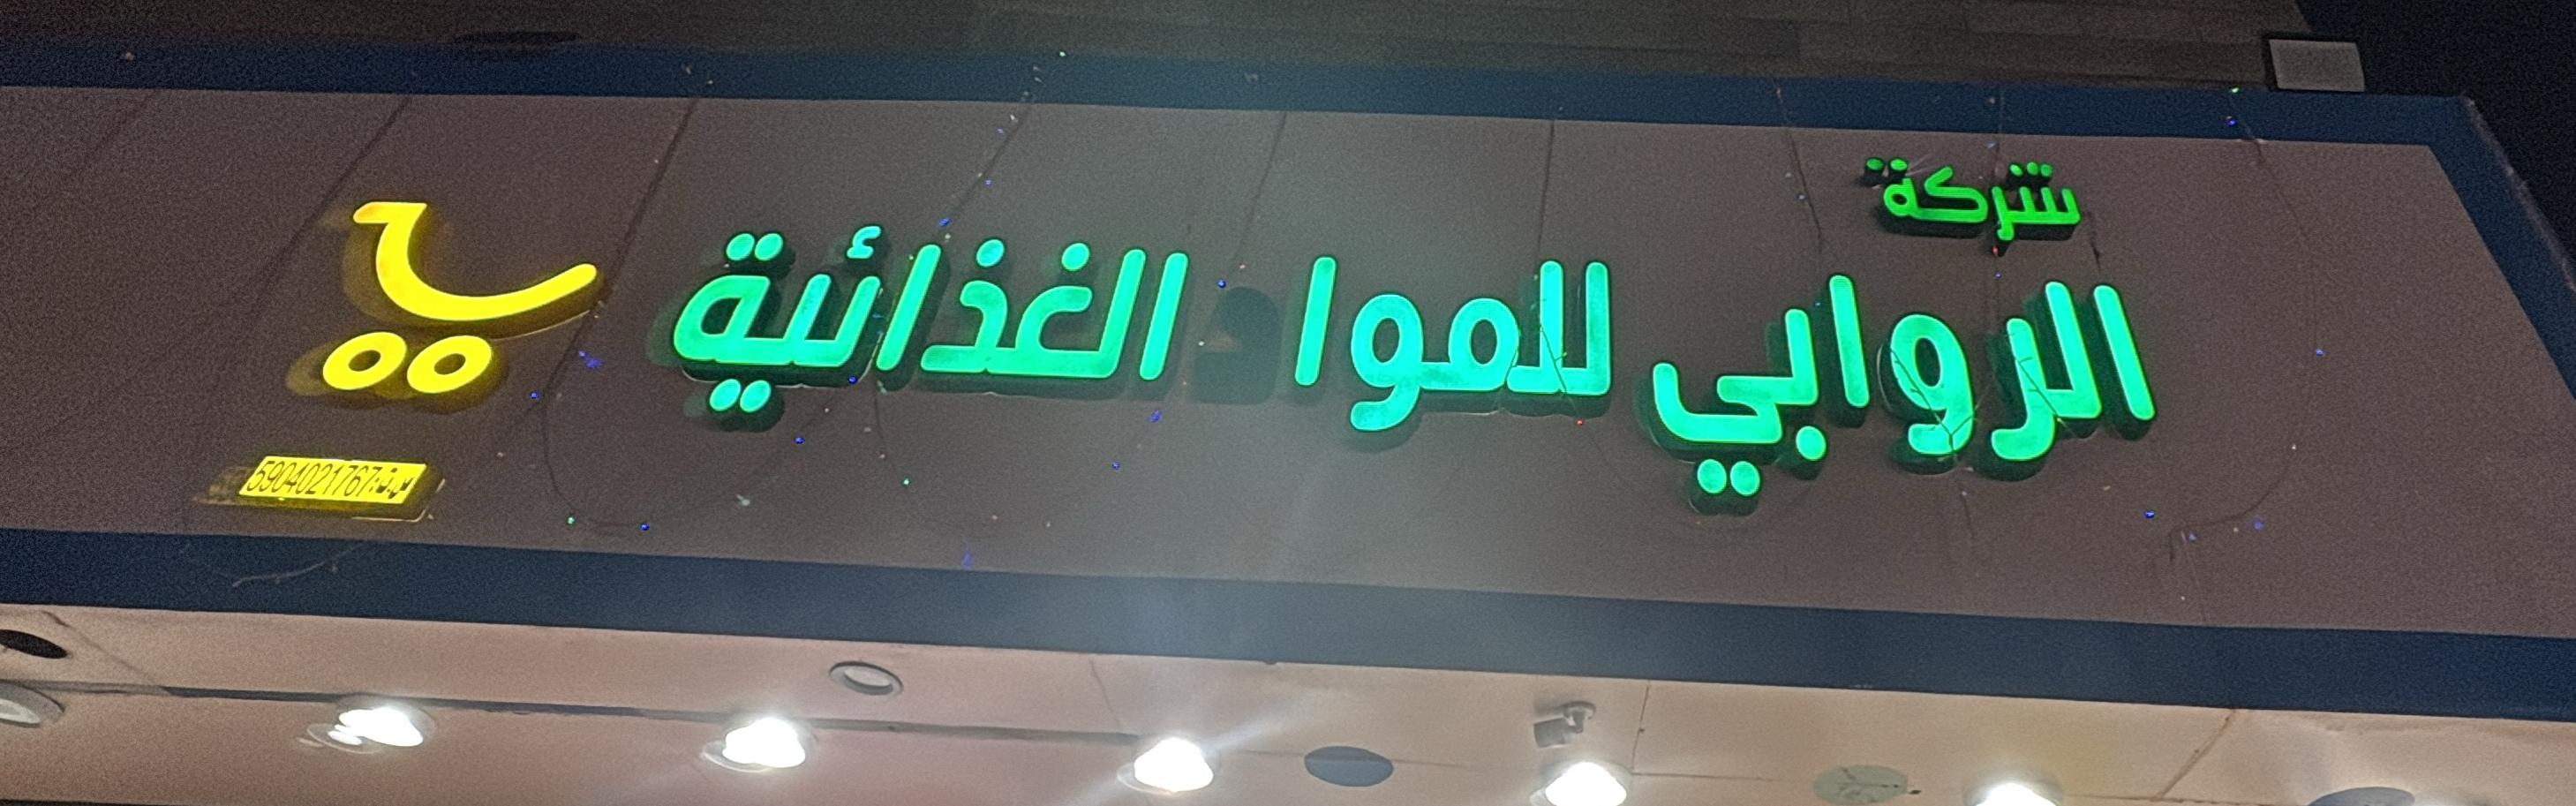 شركة
الروابي للمواد الغذائية
س.ت:5904021767